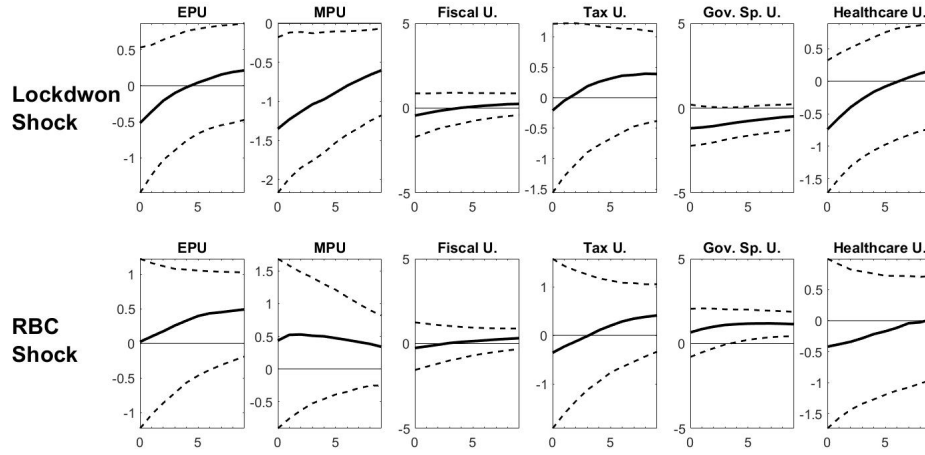 EPU MPU Fiscal U. Tax U. Gov. Sp. U. Healthcare U.
0.5 0 -0.5 -1
0 -0.5 -1 -1.5 -2
5 0 -5
1 0.5 0 -0.5 -1 -1.5
5 0 -5
0.5 0 -0.5 -1 -1.5
Lockdwon
Shock
0 5 0 5 0 5 0 5 0 5 0 5
EPU MPU Fiscal U. Tax U. Gov. Sp. U. Healthcare U.
1 0.5 0 -0.5 -1
1.5 1 0.5 0 -0.5
5 0 -5
1 0 -1
5 0 -5
0.5 0 -0.5 -1 -1.5
RBC
Shock
0 5 0 5 0 5 0 5 0 5 0 5